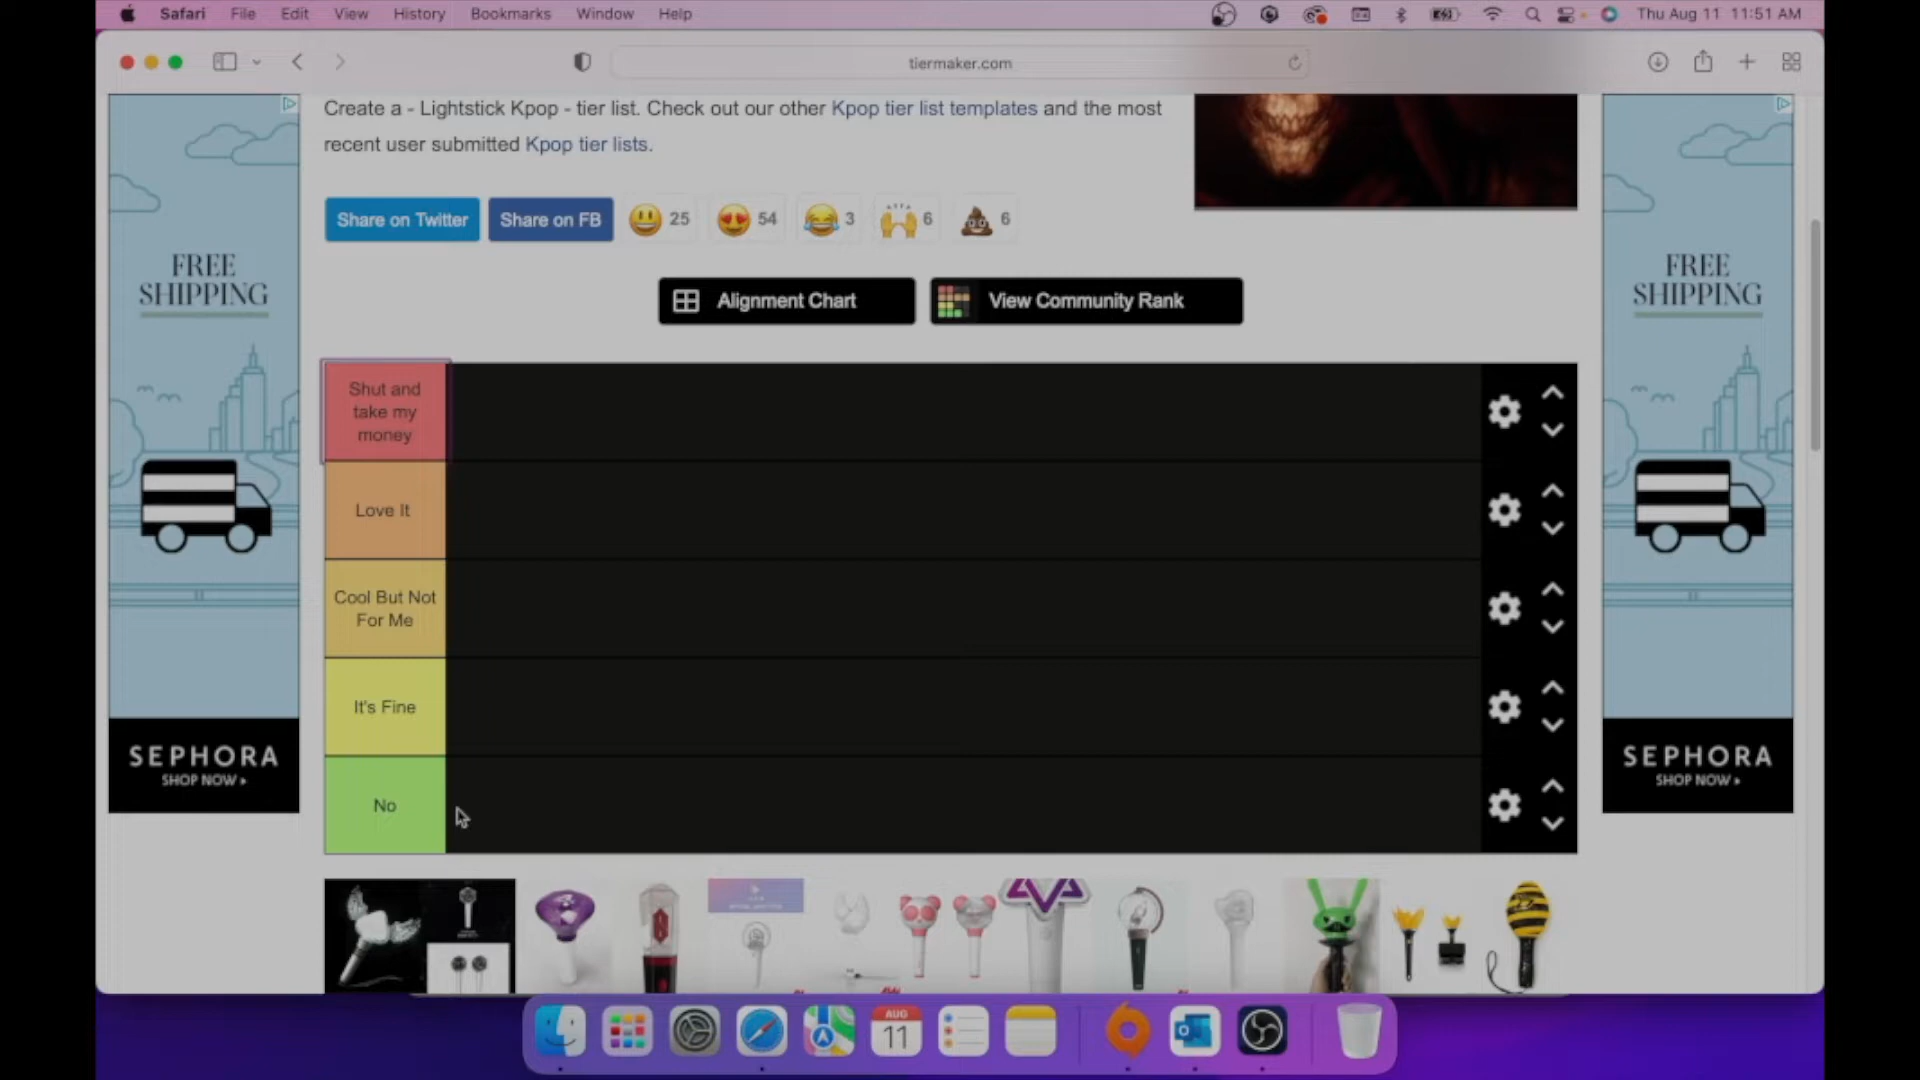 Safari File Edit View History Bookmarks Window Help Thu Aug 11 11:51 AM
tiermaker.com
Create a - Lightstick Kpop - tier list. Check out our other Kpop tier list templates and the most
recent user submitted Kpop tier lists.
Share on Twitter Share on FB 25 54 3 6 6
Alignment Chart View Community Rank
FREE
SHIPPING
SEPHORA
SHOP NOW
Shut and
take my
money
Love It
Cool But Not
For Me
It's Fine
No
FREE
SHIPPING
SEPHORA
SHOP NOW
AUG
11